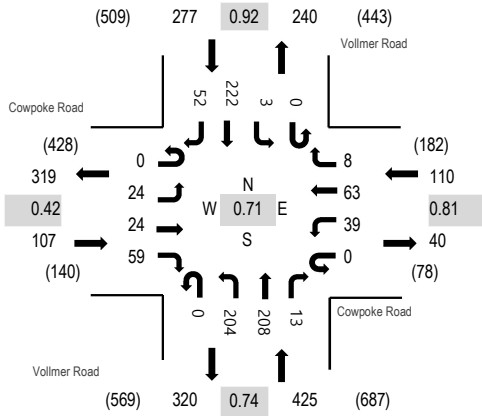 (509) 277 0.92 240 (443)
Vollmer Road
52 222 3 0
Cowpoke Road
(428) (182)
0 8
319 110
24 N 63
0.42 W 0.71 E 0.81
24 39
107 S 40
59 0
(140) (78)
0 204 208 13
Cowpoke Road
Vollmer Road
(569) 320 0.74 425 (687)